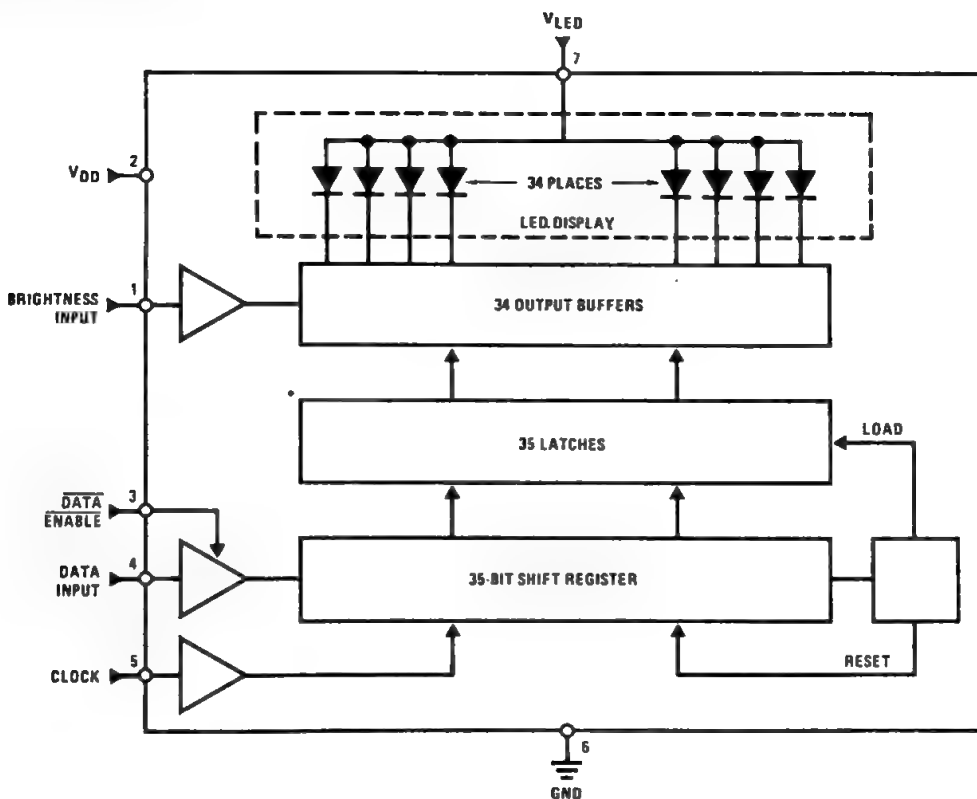 VLED
7
2
VDD
34 PLACES
LED.DISPLAY
1
BRIGHTNESS
INPUT
34 OUTPUT BUFFERS
35 LATCHES
LOAD
3
DATA
ENABLE
4
DATA
INPUT
35-BIT SHIFT REGISTER
5
CLOCK
RESET
6
GND